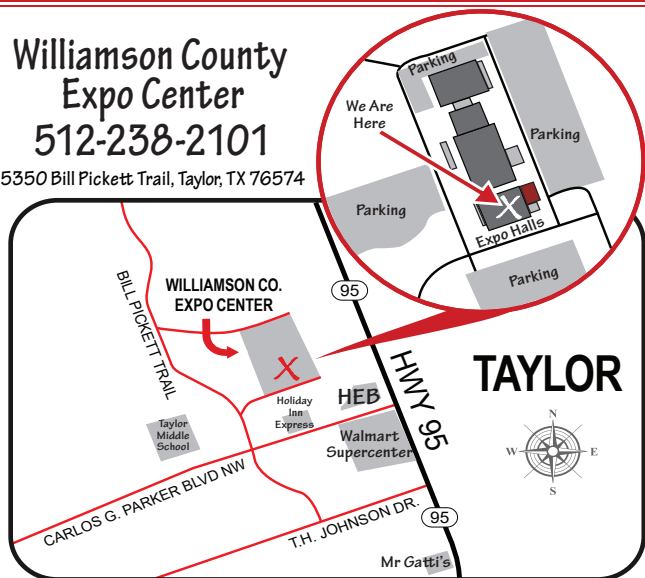 Williamson County
Expo Center
512-238-2101
5350 Bill Pickett Trail, Taylor, TX 76574
Parking
We Are
Here
Parking
Parking
X
Expo Halls
Parking
BILL PICKETT TRAIL
WILLIAMSON CO.
EXPO CENTER
95
X
HWY 95
TAYLOR
Taylor
Middle
School
Holiday
Inn
Express
HEB
Walmart
Supercenter
N
W
E
S
CARLOS G. PARKER BLVD NW
T.H. JOHNSON DR.
95
Mr Gatti's